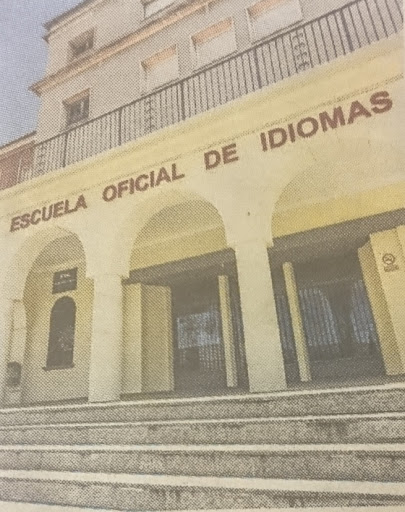 ESCUELA OFICIAL DE IDIOMAS